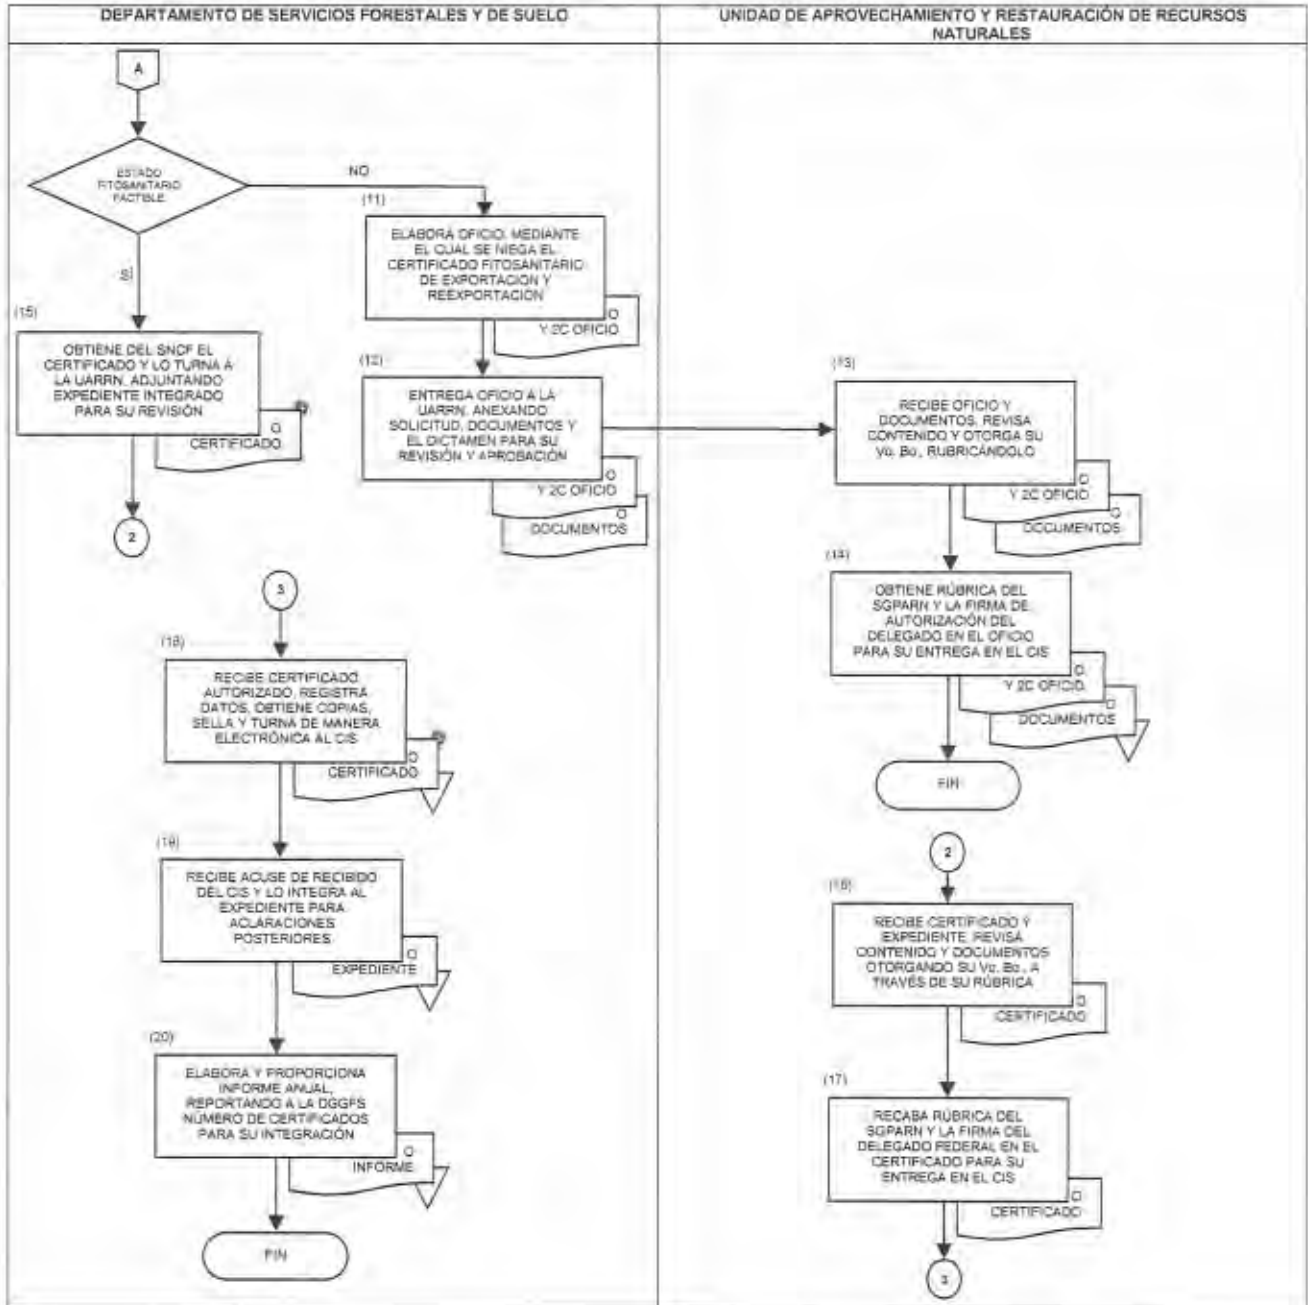 DEPARTAMENTO DE SERVICIOS FORESTALES Y DE SUELO
UNIDAD DE APROVECHAMIENTO Y RESTAURACIÓN DE RECURSOS
NATURALES
A
ESTADO
FITOSANITARIO
FACTIBLE
NO
SÍ
(11)
ELABORA OFICIO, MEDIANTE
EL CUAL SE NIEGA EL
CERTIFICADO FITOSANITARIO
DE EXPORTACION Y
REEXPORTACION
O
Y 2C OFICIO
(12)
ENTREGA OFICIO A LA
UARRN, ANEXANDO
SOLICITUD, DOCUMENTOS Y
EL DICTAMEN PARA SU
REVISIÓN Y APROBACIÓN
O
Y 2C OFICIO
O
DOCUMENTOS
(15)
OBTIENE DEL SNCF EL
CERTIFICADO Y LO TURNA A
LA UARRN, ADJUNTANDO
EXPEDIENTE INTEGRADO
PARA SU REVISIÓN
O
CERTIFICADO
2
(13)
RECIBE OFICIO Y
DOCUMENTOS, REVISA
CONTENIDO Y OTORGA SU
Vo. Bo., RUBRICÁNDOLO
O
Y 2C OFICIO
O
DOCUMENTOS
(14)
OBTIENE RÚBRICA DEL
SGPARN Y LA FIRMA DE
AUTORIZACIÓN DEL
DELEGADO EN EL OFICIO
PARA SU ENTREGA EN EL CIS
O
Y 2C OFICIO
O
DOCUMENTOS
FIN
3
(18)
RECIBE CERTIFICADO
AUTORIZADO, REGISTRA
DATOS, OBTIENE COPIAS,
SELLA Y TURNA DE MANERA
ELECTRÓNICA AL CIS
O
CERTIFICADO
(19)
RECIBE ACUSE DE RECIBIDO
DEL CIS Y LO INTEGRA AL
EXPEDIENTE PARA
ACLARACIONES
POSTERIORES
O
EXPEDIENTE
(20)
ELABORA Y PROPORCIONA
INFORME ANUAL,
REPORTANDO A LA DGGFS
NÚMERO DE CERTIFICADOS
PARA SU INTEGRACIÓN
O
INFORME
FIN
2
(16)
RECIBE CERTIFICADO Y
EXPEDIENTE, REVISA
CONTENIDO Y DOCUMENTOS
OTORGANDO SU Vo. Bo., A
TRAVÉS DE SU RÚBRICA
O
CERTIFICADO
(17)
RECABA RÚBRICA DEL
SGPARN Y LA FIRMA DEL
DELEGADO FEDERAL EN EL
CERTIFICADO PARA SU
ENTREGA EN EL CIS
O
CERTIFICADO
3